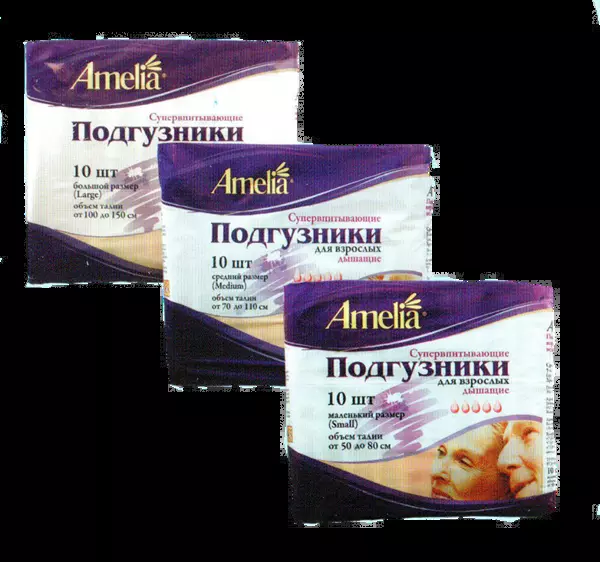 Amelia®
Супервпитывающие
Подгузники
10 шт
большой размер
(Large)
объем талии
от 100 до 150 см
Amelia®
Супервпитывающие
Подгузники
для взрослых
дышащие
10 шт
средний размер
(Medium)
объем талии
от 70 до 110 см
Amelia®
Супервпитывающие
Подгузники
для взрослых
дышащие
10 шт
маленький размер
(Small)
объем талии
от 50 до 80 см